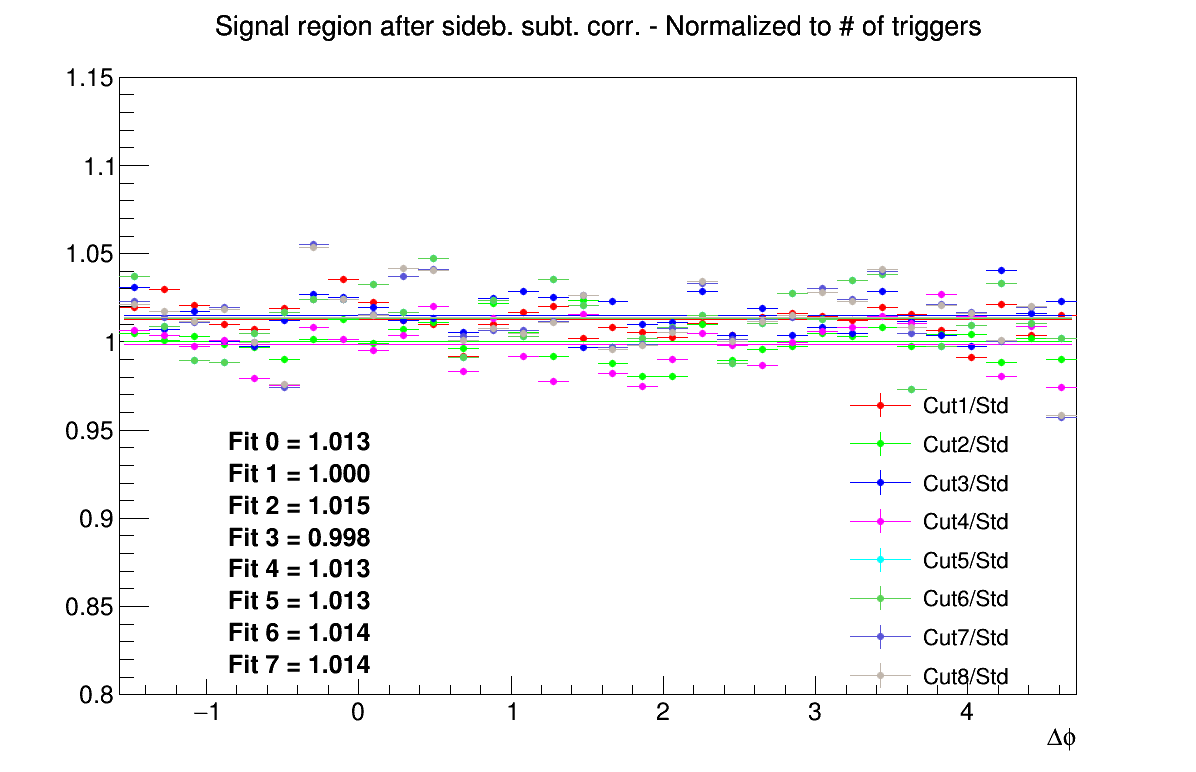 Signal region after sideb. subt. corr. - Normalized to # of triggers
1.15
1.1
1.05
1
0.95
0.9
0.85
0.8
Fit 0 = 1.013
Fit 1 = 1.000
Fit 2 = 1.015
Fit 3 = 0.998
Fit 4 = 1.013
Fit 5 = 1.013
Fit 6 = 1.014
Fit 7 = 1.014
Cut1/Std
Cut2/Std
Cut3/Std
Cut4/Std
Cut5/Std
Cut6/Std
Cut7/Std
Cut8/Std
−1 0 1 2 3 4
Δϕ